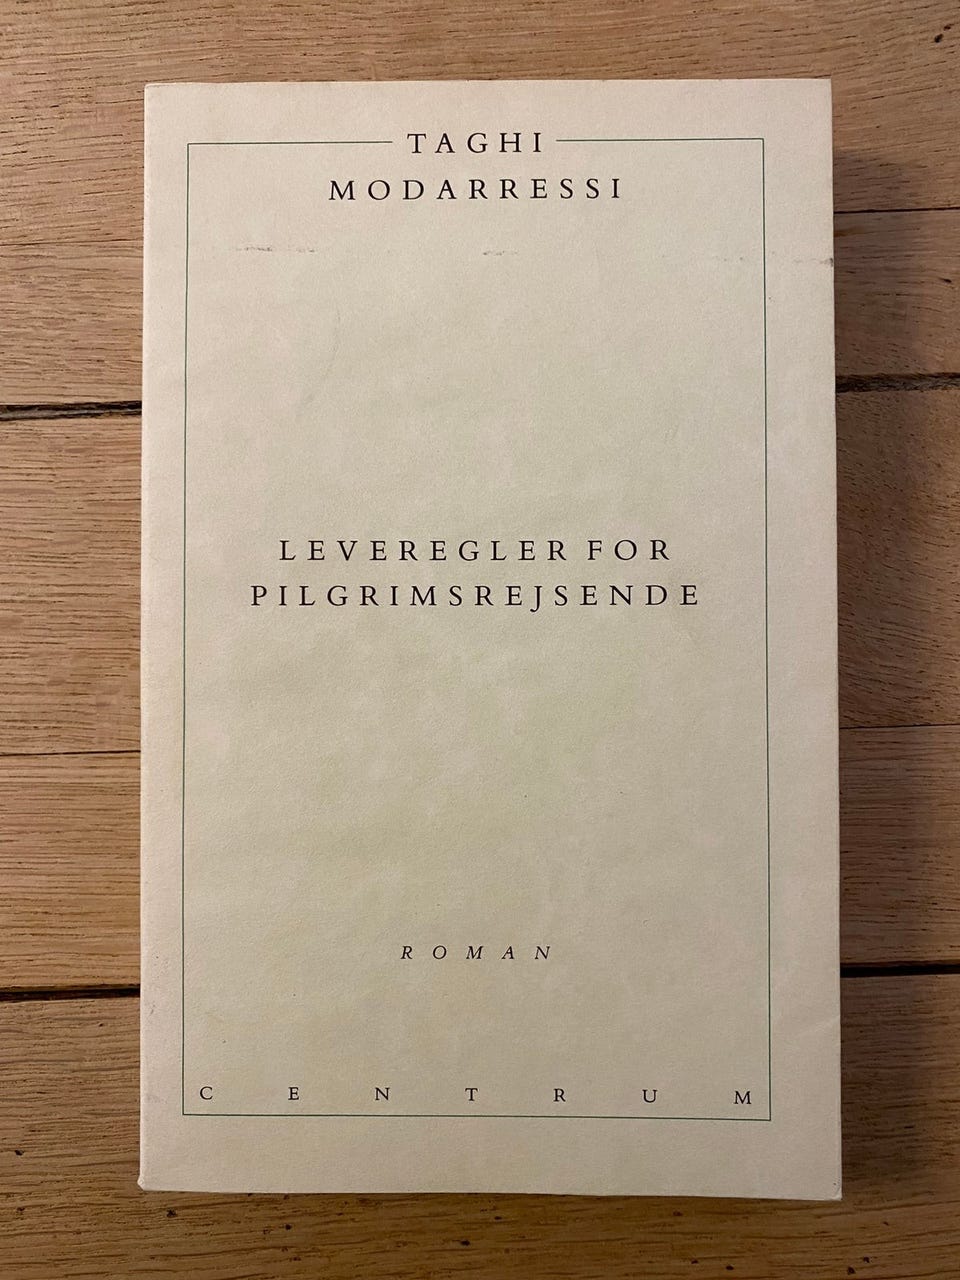 TAGHI
MODARRESSI
LEVEREGLER FOR
PILGRIMSREJSENDE
ROMAN
CENTRUM